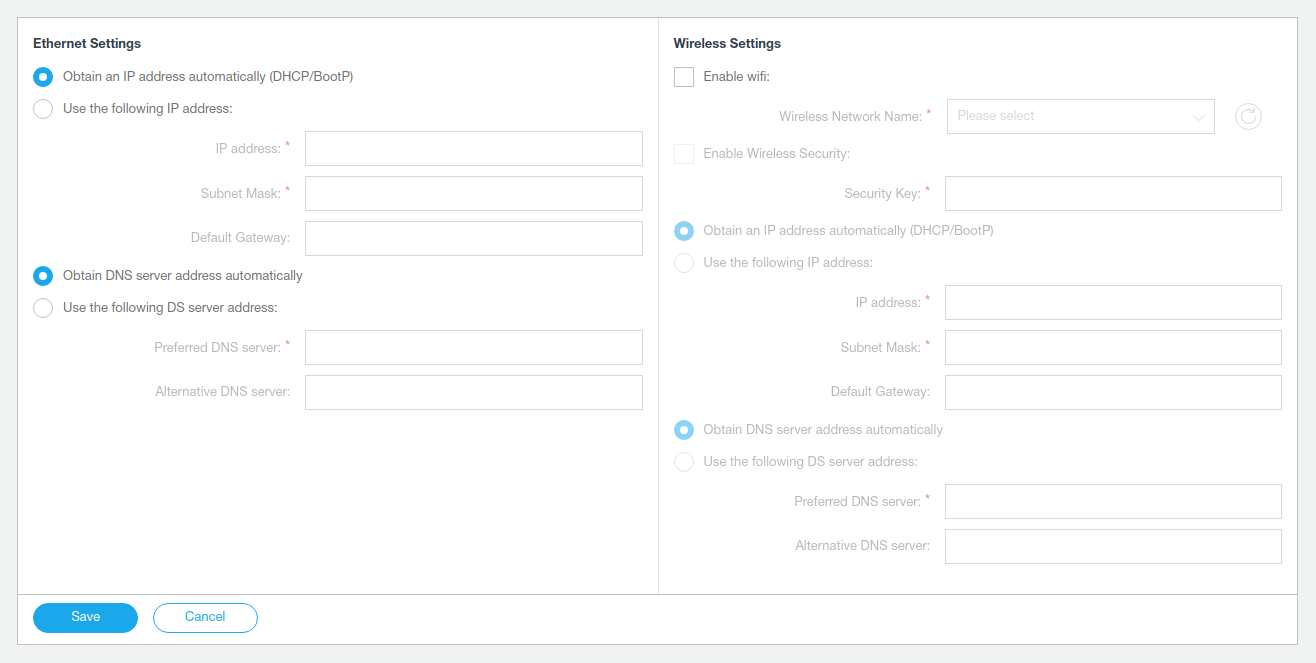 Ethernet Settings
Obtain an IP address automatically (DHCP/BootP)
Use the following IP address:
IP address: *
Subnet Mask: *
Default Gateway:
Obtain DNS server address automatically
Use the following DS server address:
Preferred DNS server: *
Alternative DNS server:
Wireless Settings
Enable wifi:
Wireless Network Name: * Please select
Enable Wireless Security:
Security Key: *
Obtain an IP address automatically (DHCP/BootP)
Use the following IP address:
IP address: *
Subnet Mask: *
Default Gateway:
Obtain DNS server address automatically
Use the following DS server address:
Preferred DNS server: *
Alternative DNS server:
Save Cancel